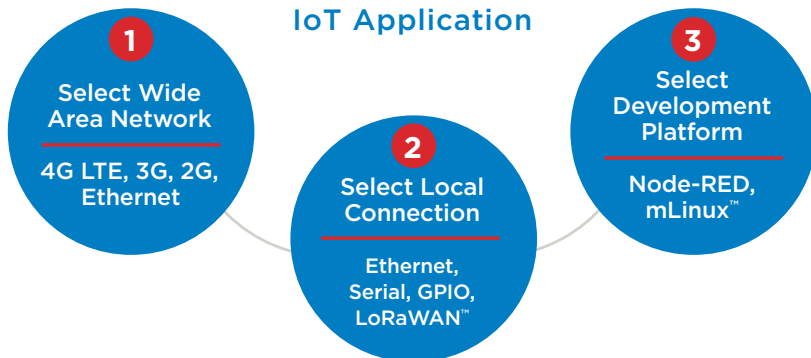 IoT Application
1
Select Wide
Area Network
4G LTE, 3G, 2G,
Ethernet
2
Select Local
Connection
Ethernet,
Serial, GPIO,
LoRaWAN™
3
Select
Development
Platform
Node-RED,
mLinux™